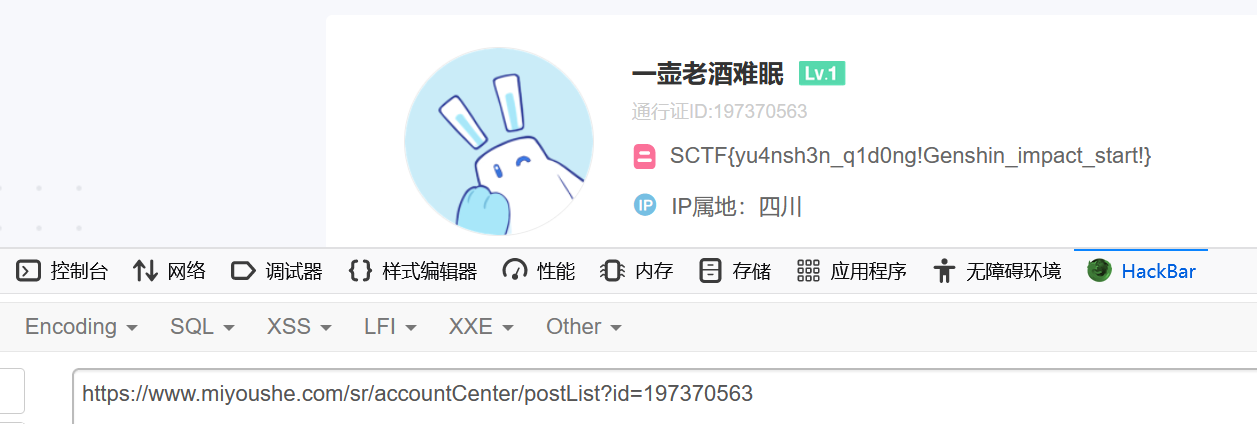 一壶老酒难眠 Lv.1
通行证ID:197370563
SCTF{yu4nsh3n_q1d0ng!Genshin_impact_start!}
IP IP属地：四川
控制台 网络 调试器 样式编辑器 性能 内存 存储 应用程序 无障碍环境 HackBar
Encoding SQL XSS LFI XXE Other
https://www.miyoushe.com/sr/accountCenter/postList?id=197370563